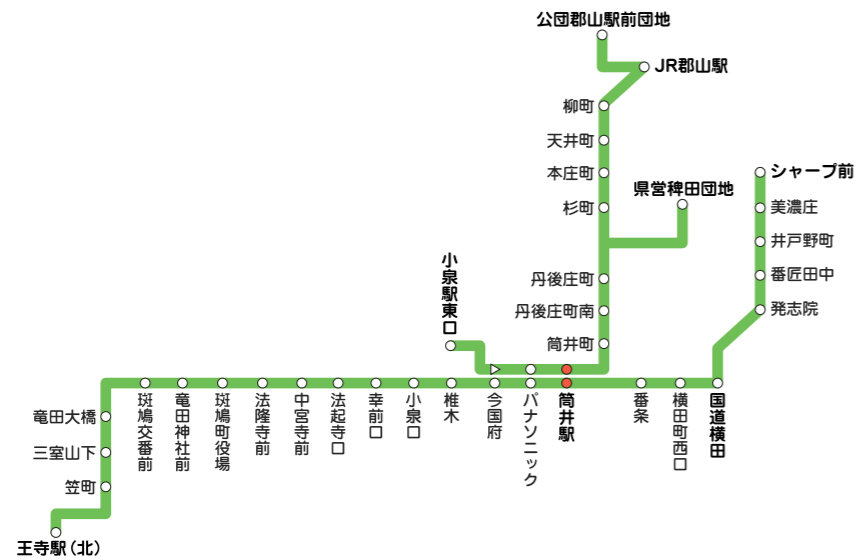 公団郡山駅前団地
JR郡山駅
柳町
天井町
本庄町
杉町
県営稗田団地
シャープ前
美濃庄
井戸野町
番匠田中
発志院
小泉駅東口
丹後庄町
丹後庄町南
筒井町
竜田大橋
三室山下
笠町
王寺駅（北）
斑鳩交番前
竜田神社前
斑鳩町役場
法隆寺前
中宮寺前
法起寺口
幸前口
小泉口
椎木
今国府
パナソニック
筒井駅
番条
横田町西口
国道横田